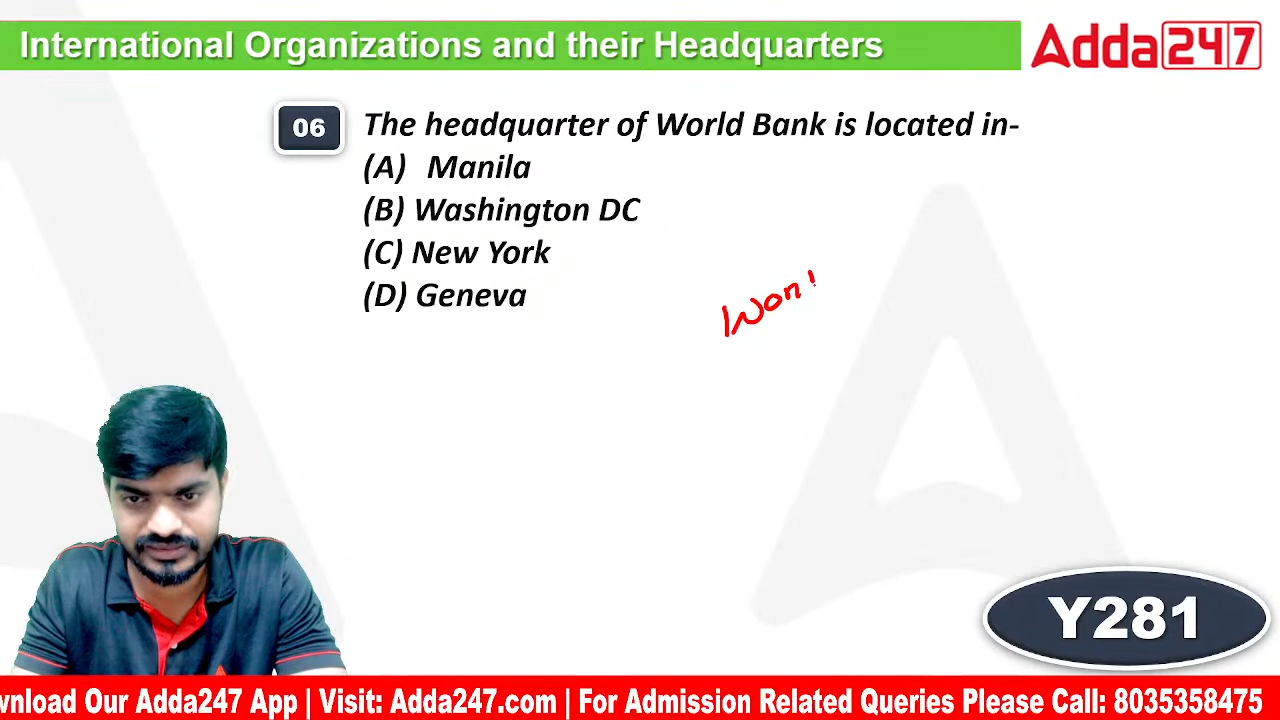 International Organizations and their Headquarters
Adda247
06
The headquarter of World Bank is located in-
(A) Manila
(B) Washington DC
(C) New York
(D) Geneva
Y281
wnload Our Adda247 App | Visit: Adda247.com | For Admission Related Queries Please Call: 8035358475